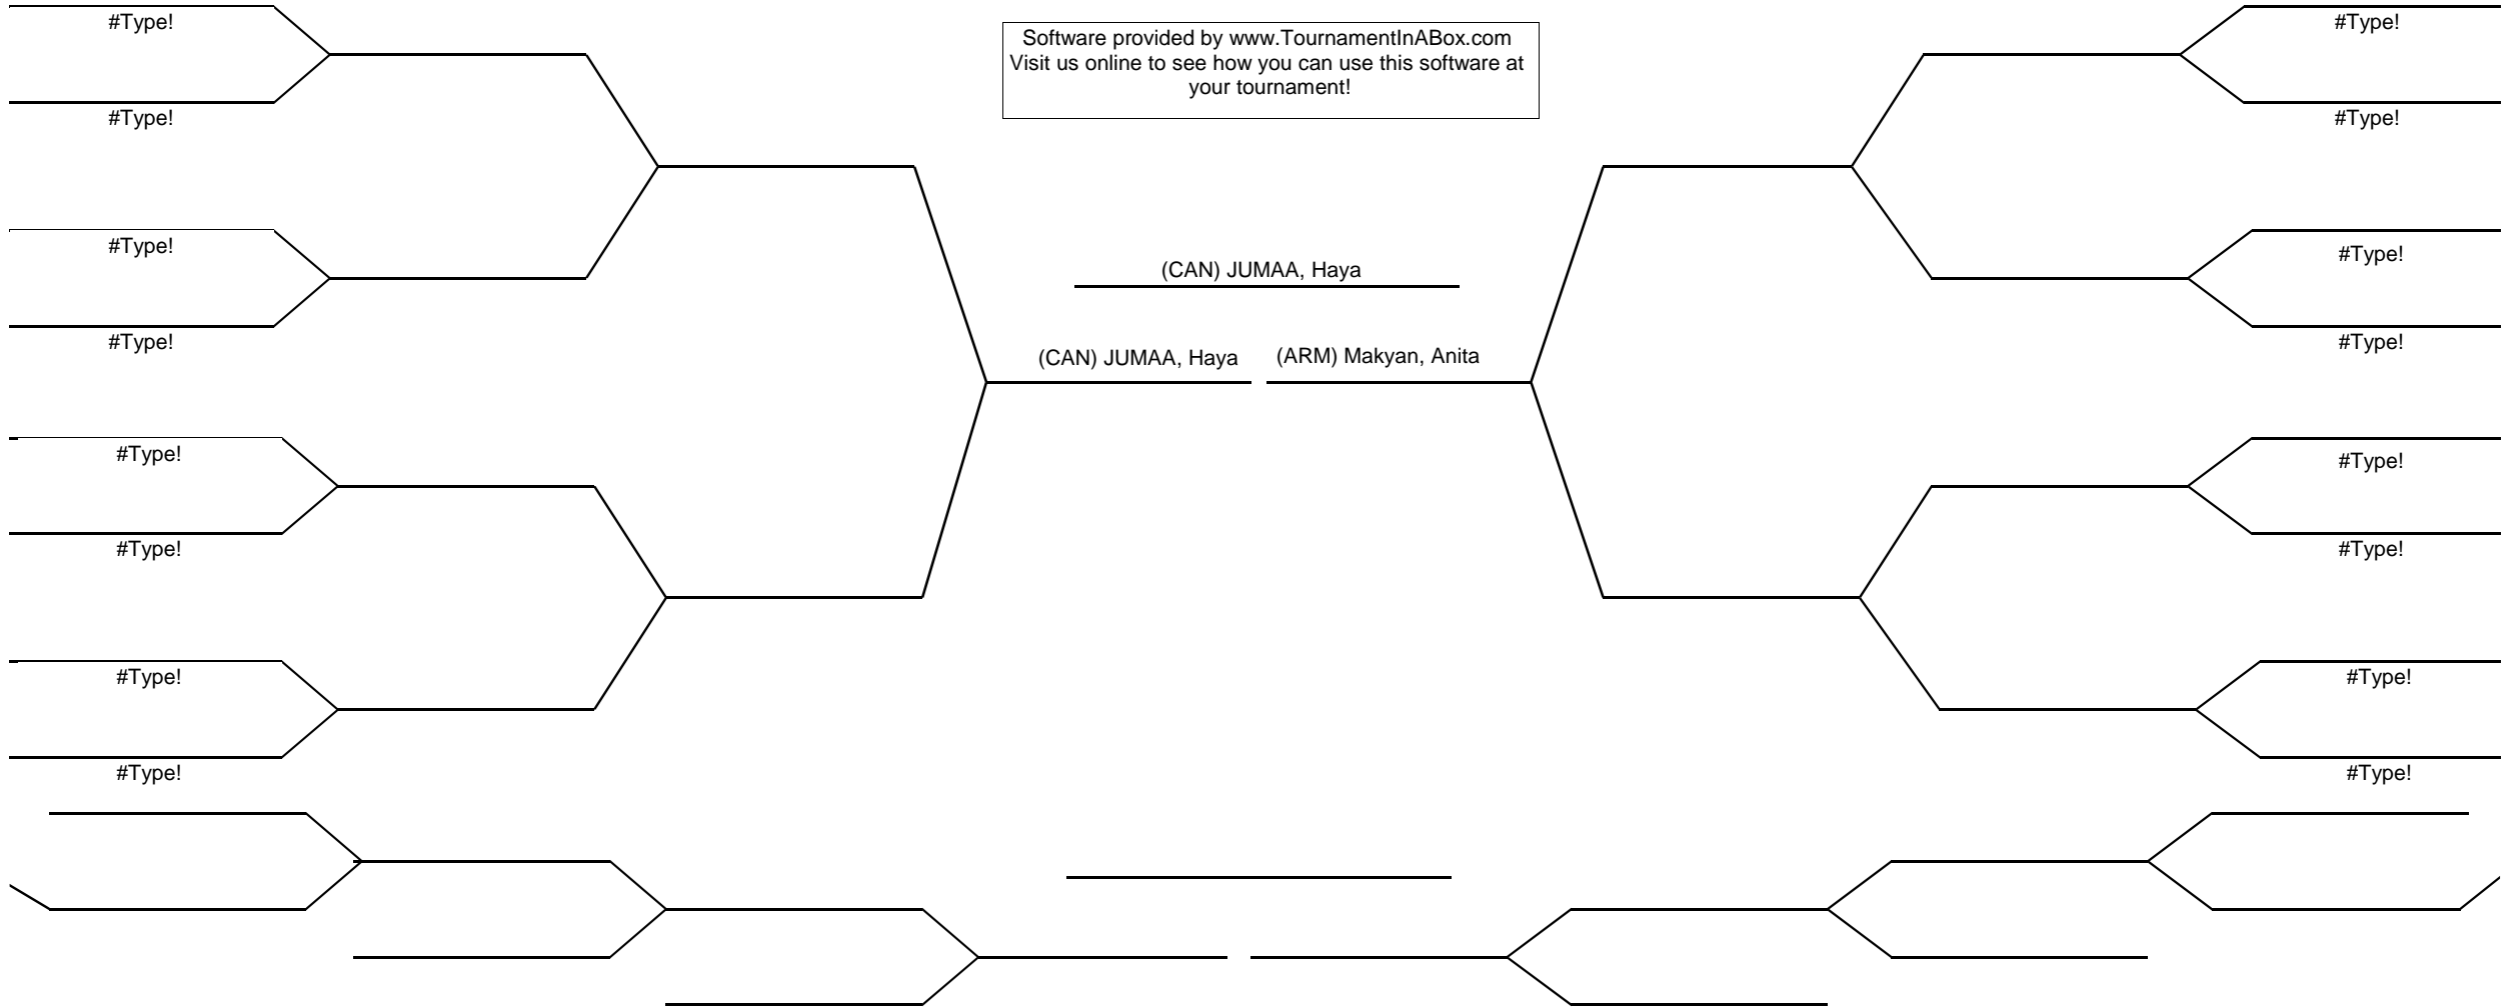 #Type!
Software provided by www.TournamentInABox.com
Visit us online to see how you can use this software at
your tournament!
#Type!
#Type!
#Type!
#Type!
#Type!
(CAN) JUMAA, Haya
#Type!
#Type!
(CAN) JUMAA, Haya
(ARM) Makyan, Anita
#Type!
#Type!
#Type!
#Type!
#Type!
#Type!
#Type!
#Type!